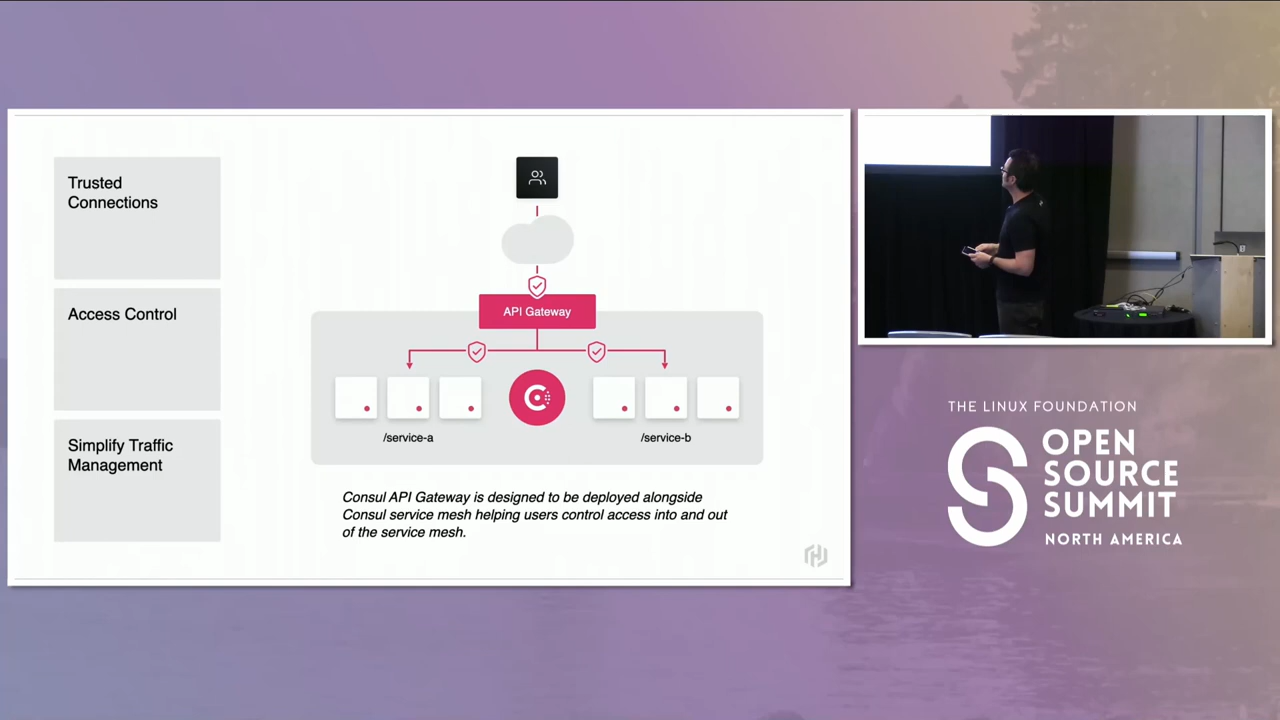 Trusted
Connections
Access Control
Simplify Traffic
Management
API Gateway
/service-a
/service-b
Consul API Gateway is designed to be deployed alongside
Consul service mesh helping users control access into and out
of the service mesh.
THE LINUX FOUNDATION
OPEN
SOURCE
SUMMIT
NORTH AMERICA